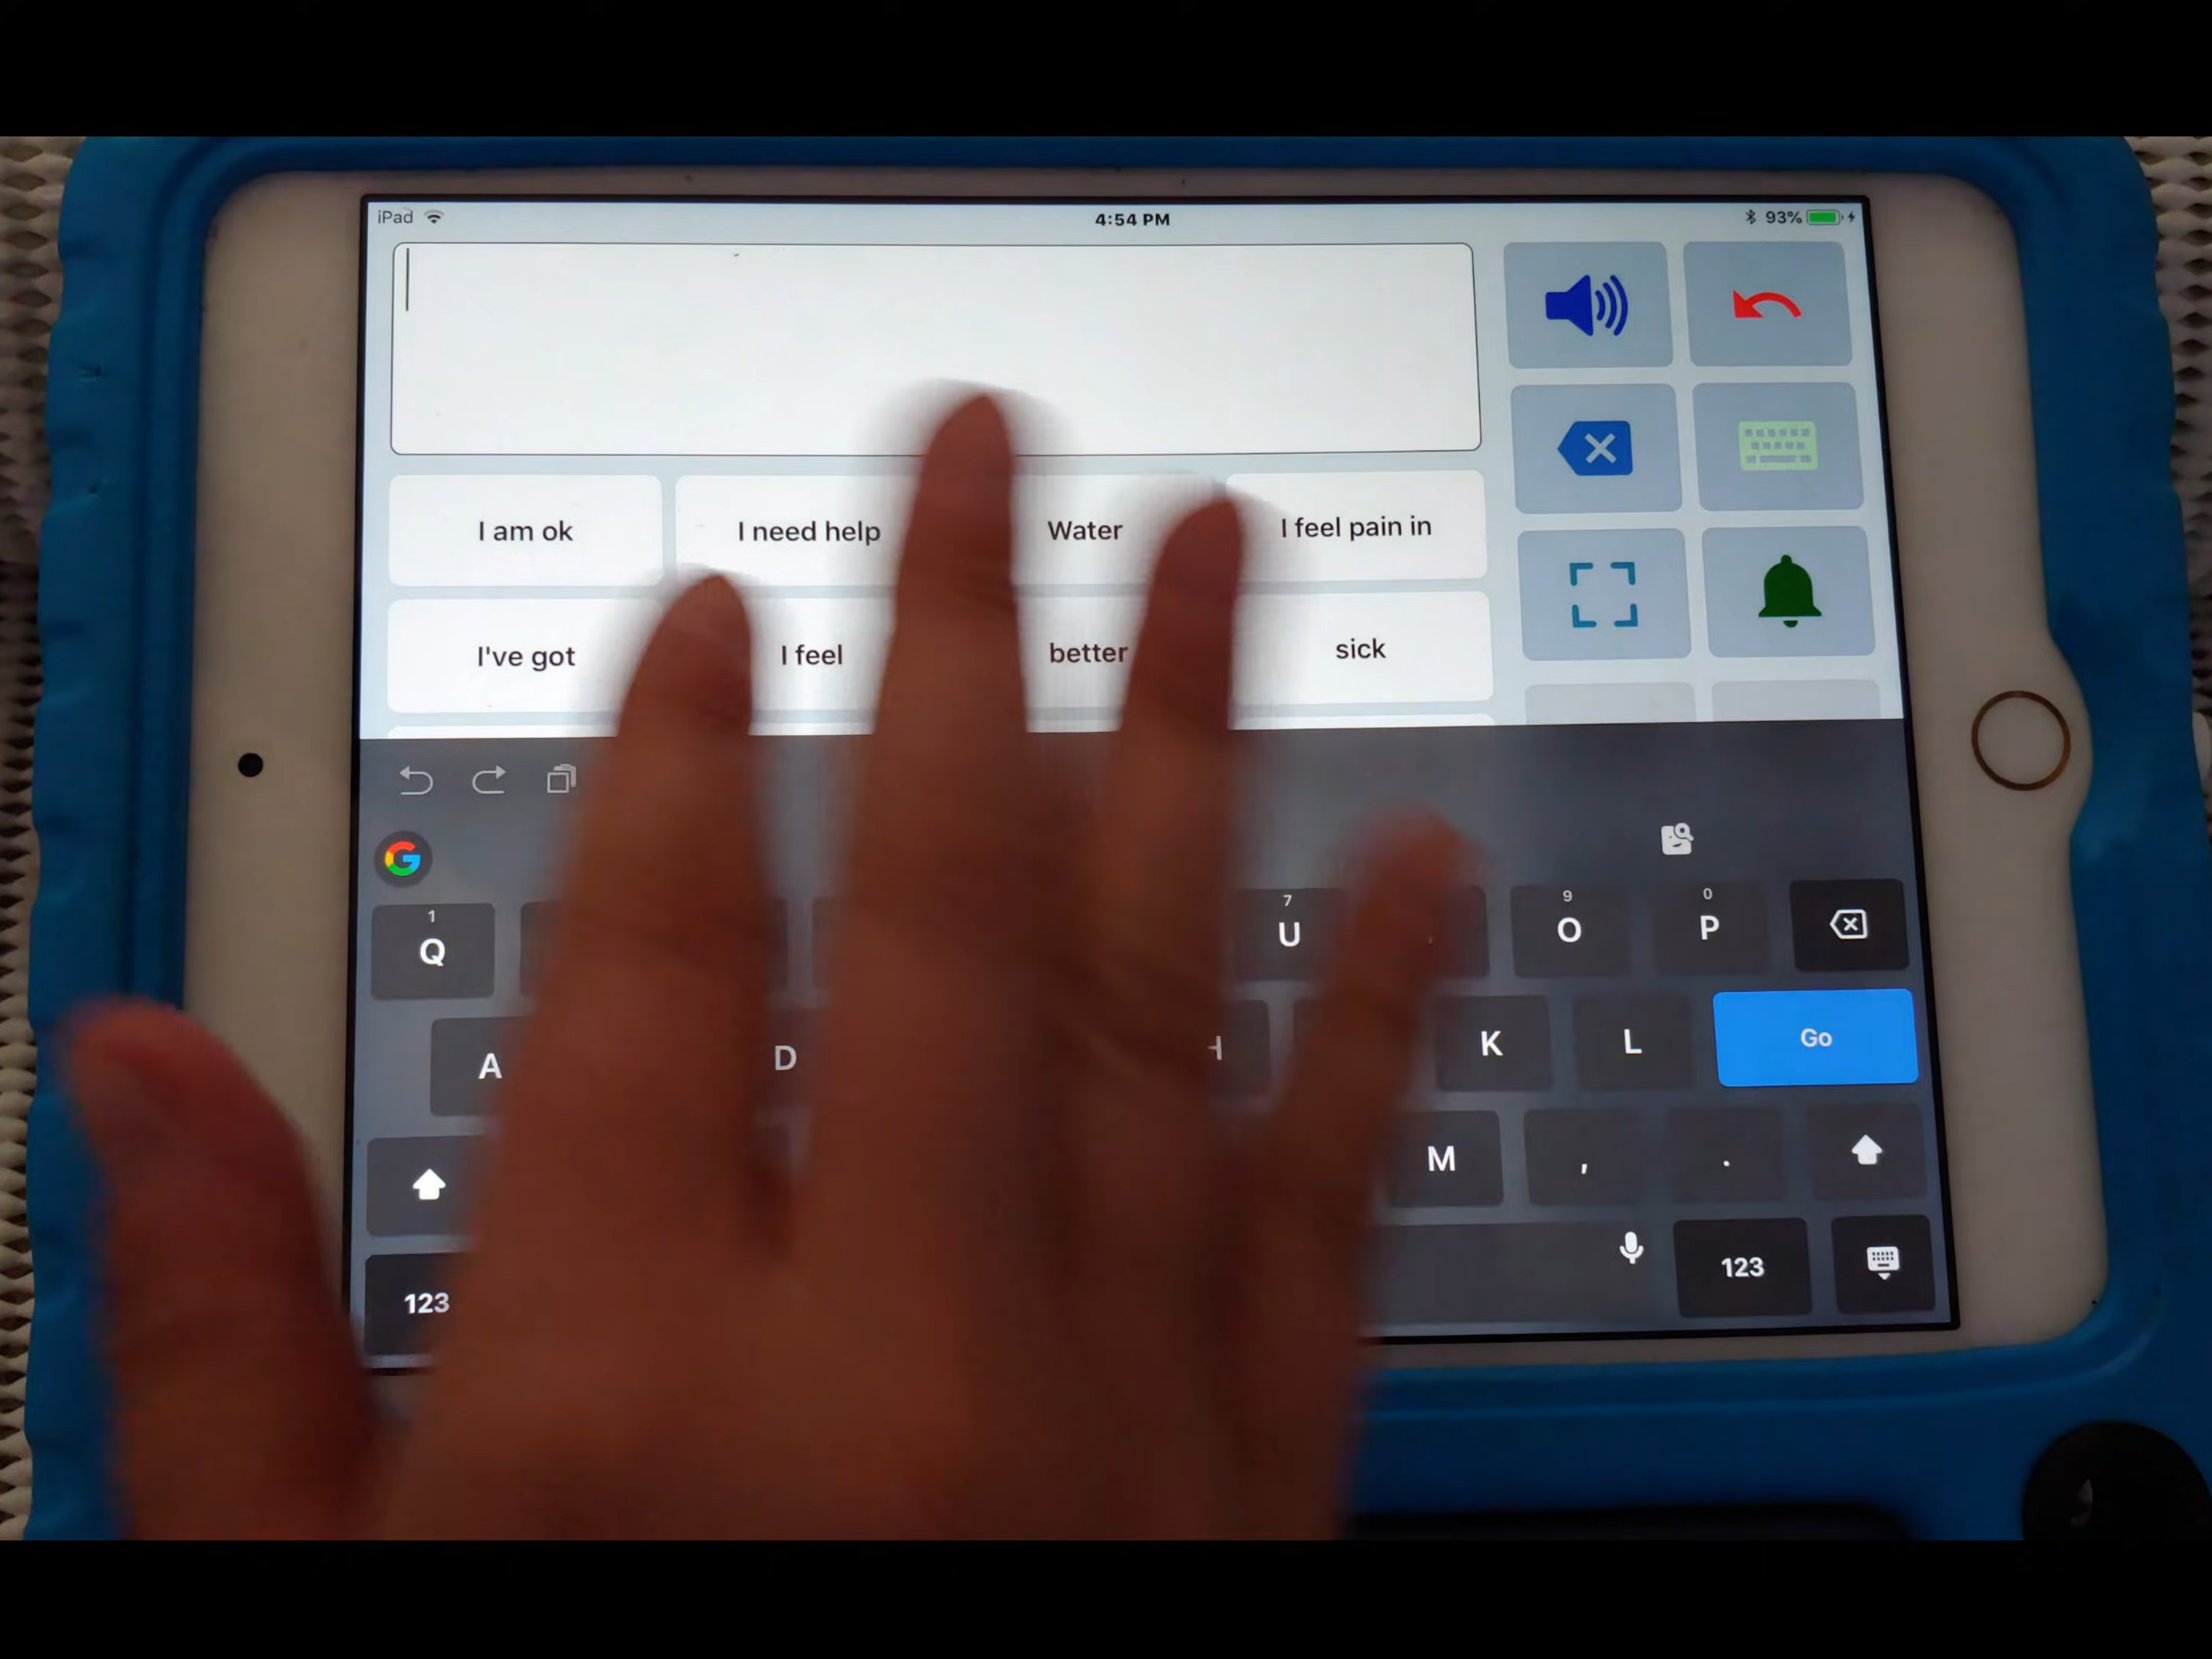 iPad 4:54 PM 93%
I am ok I need help Water I feel pain in
I've got I feel better sick
G
1 7 9 0
Q U O P
A D K L Go
M , .
123 123